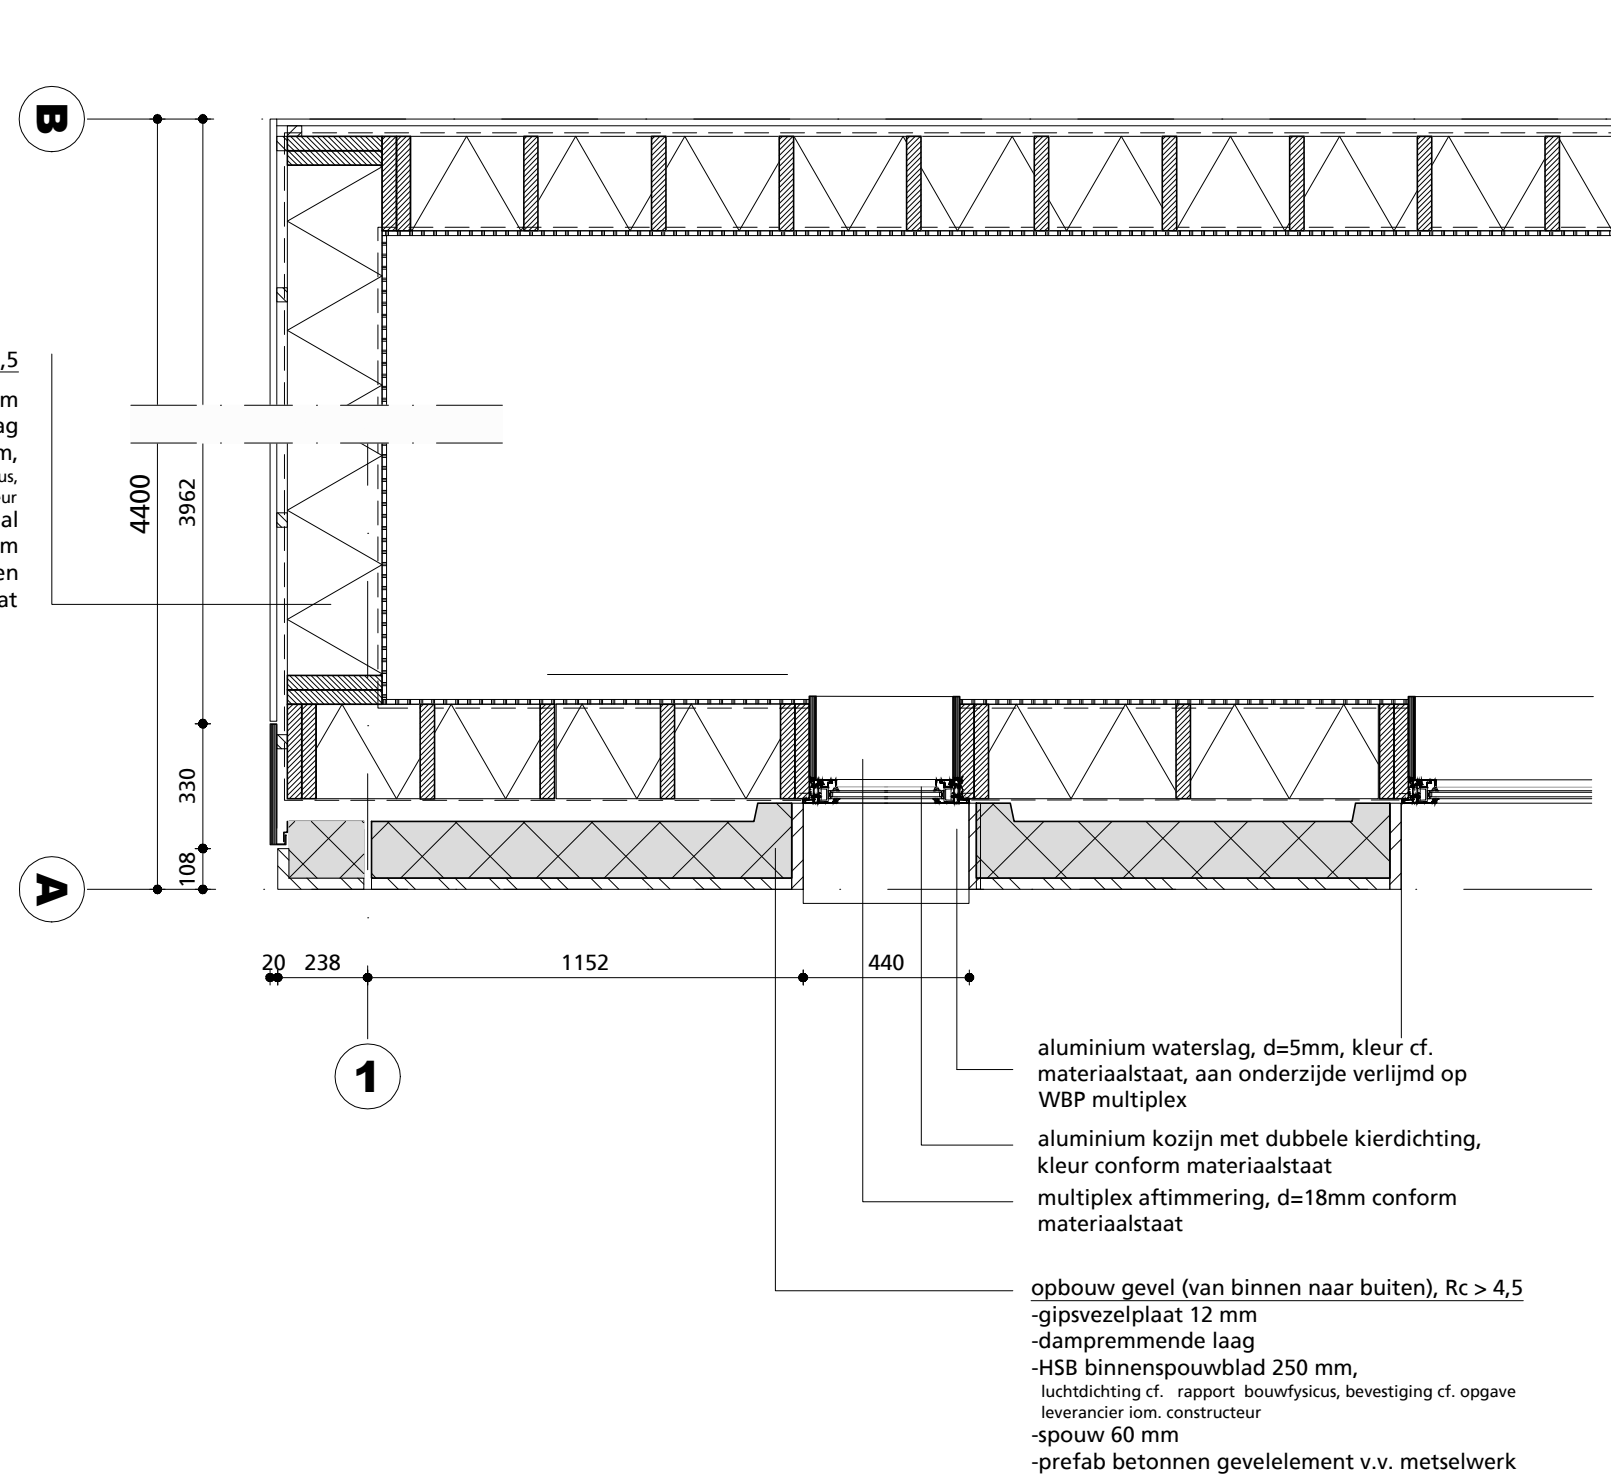 B
,5
m
ag
m,
us,
eur
al
m
en
at
4400
3962
330
108
A
20 238 1152 440
1
aluminium waterslag, d=5mm, kleur cf.
materiaalstaat, aan onderzijde verlijmd op
WBP multiplex
aluminium kozijn met dubbele kierdichting,
kleur conform materiaalstaat
multiplex aftimmering, d=18mm conform
materiaalstaat
opbouw gevel (van binnen naar buiten), Rc > 4,5
-gipsvezelplaat 12 mm
-dampremmende laag
-HSB binnenspouwblad 250 mm,
luchtdichting cf. rapport bouwfysicus, bevestiging cf. opgave
leverancier iom. constructeur
-spouw 60 mm
-prefab betonnen gevelelement v.v. metselwerk